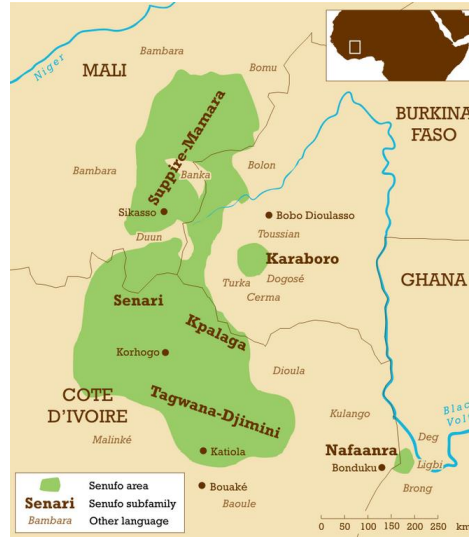 Bambara
Niger
MALI
Bomu
BURKINA
FASO
Suppire-Mamara
Bambara
Banka
Bolon
Sikasso
Bobo Dioulasso
Duun
Toussian
Karaboro
Turka
Dogosé
Cerma
GHANA
Senari
Kpalaga
Korhogo
Dioula
Tagwana-Djimini
COTE
D'IVOIRE
Kulango
Black
Malinké
Deg
Katiola
Nafaanra
Ligbi
Bonduku
Bouaké
Baoule
Brong
Senufo area
Senari Senufo subfamily
Bambara Other language
0 50 100 150 200 250 km